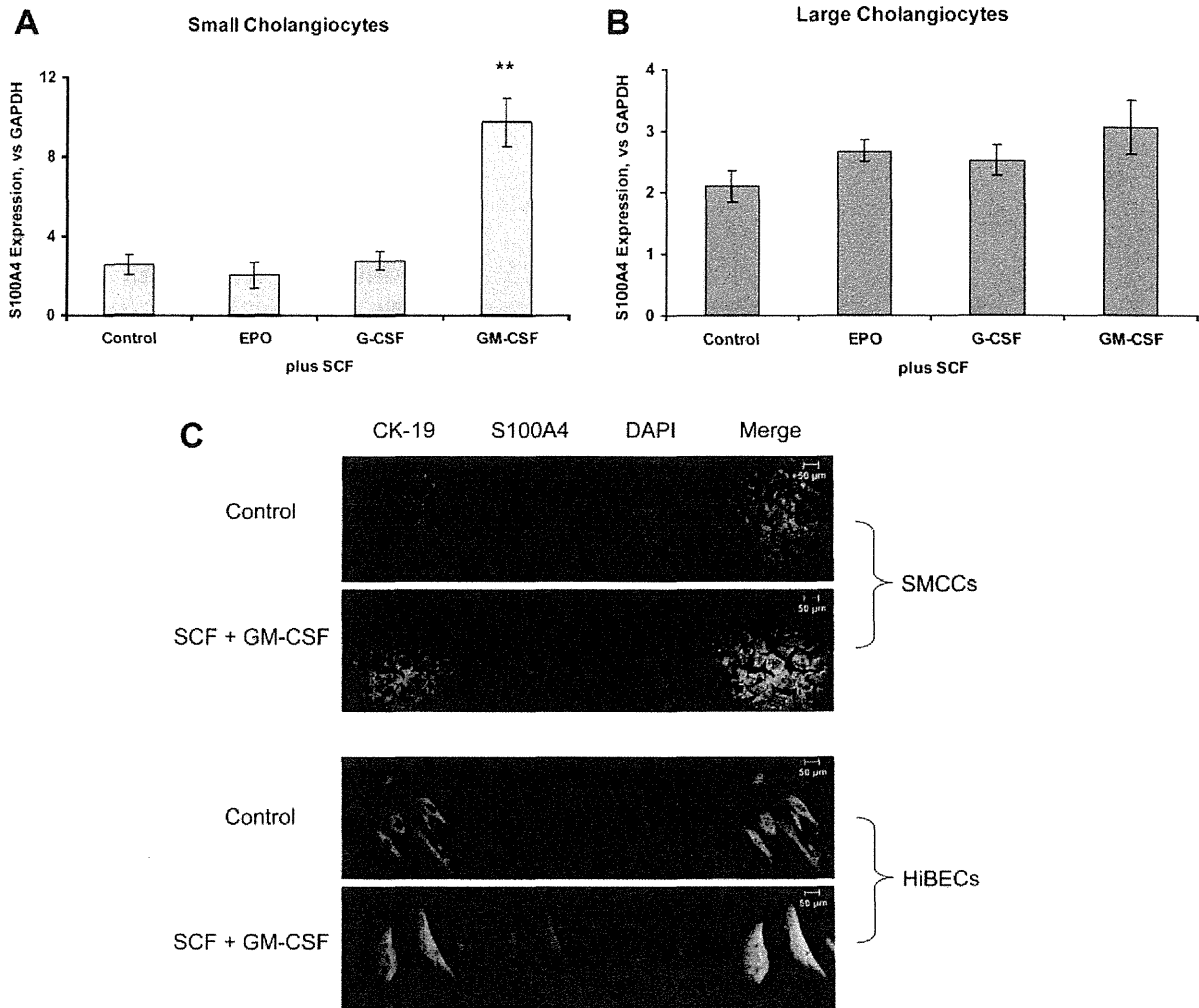 A
Small Cholangiocytes
S100A4 Expression, vs GAPDH
12
**
8
4
0
Control EPO G-CSF GM-CSF
plus SCF
B
Large Cholangiocytes
S100A4 Expression, vs GAPDH
4
3
2
1
0
Control EPO G-CSF GM-CSF
plus SCF
C
CK-19 S100A4 DAPI Merge
50 µm
Control
50 µm
SCF + GM-CSF
SMCCs
50 µm
Control
50 µm
SCF + GM-CSF
HiBECs